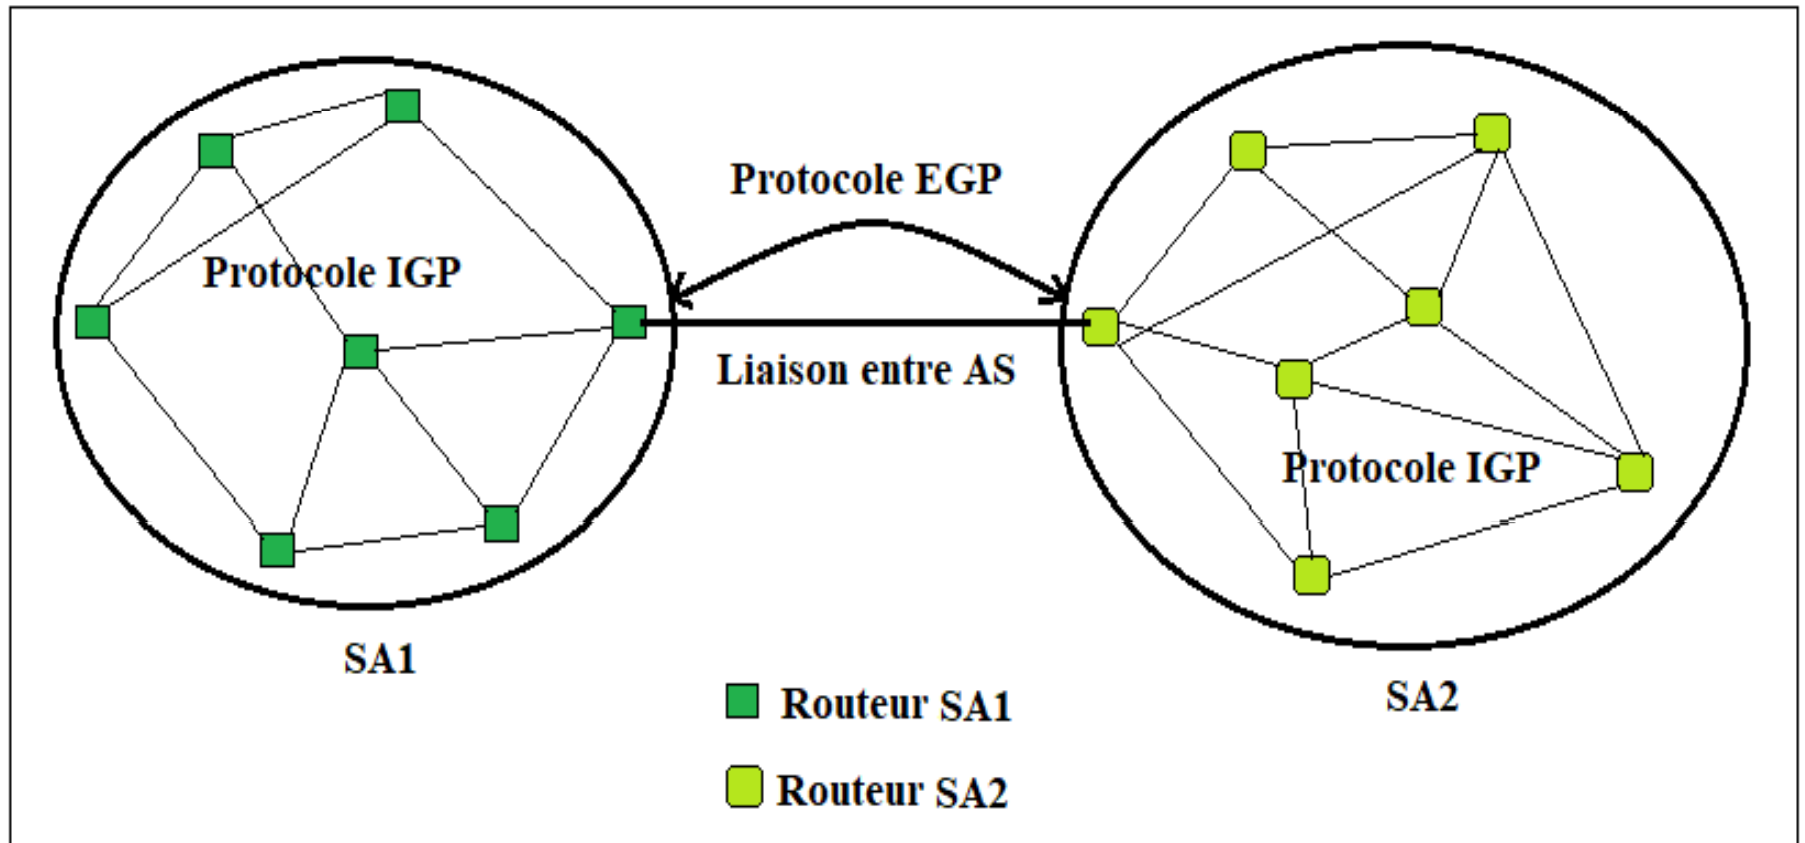 Protocole EGP
Protocole IGP
Liaison entre AS
Protocole IGP
SA1
SA2
Routeur SA1
Routeur SA2